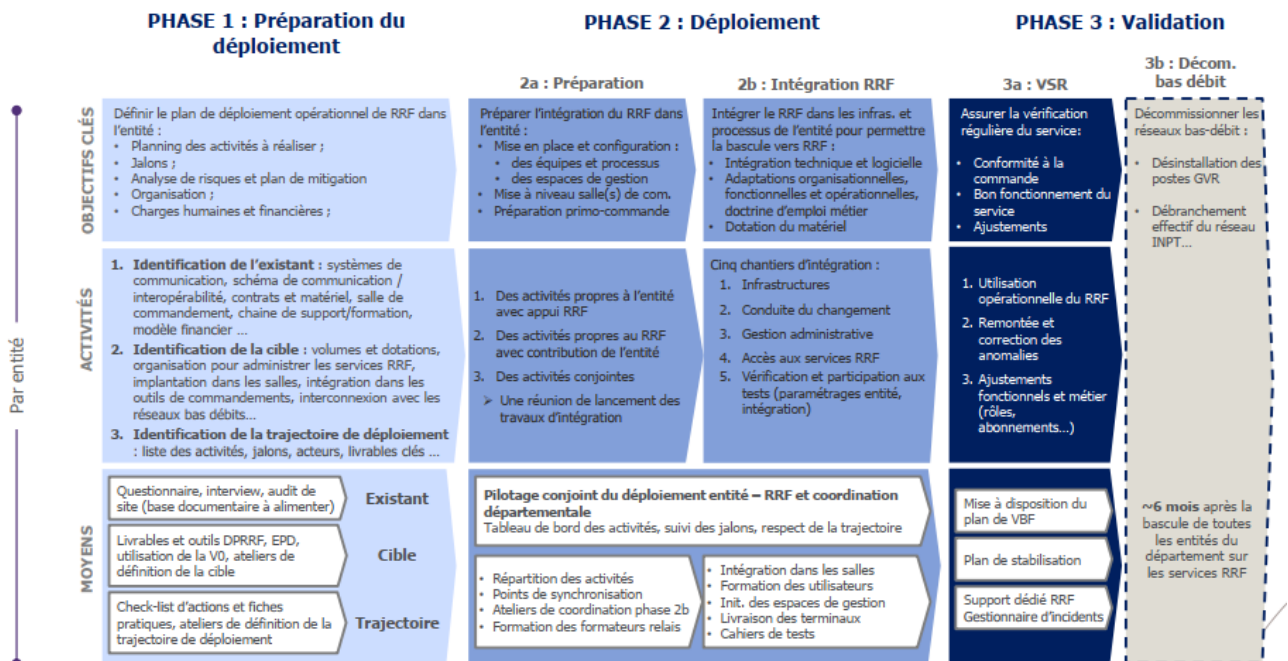 PHASE 1 : Préparation du
déploiement
PHASE 2 : Déploiement
PHASE 3 : Validation
2a : Préparation
2b : Intégration RRF
3a : VSR
3b : Décom.
bas débit
Par entité
OBJECTIFS CLÉS
Définir le plan de déploiement opérationnel de RRF dans
l'entité :
• Planning des activités à réaliser ;
• Jalons ;
• Analyse de risques et plan de mitigation
• Organisation ;
• Charges humaines et financières ;
Préparer l'intégration du RRF dans
l'entité :
• Mise en place et configuration :
• des équipes et processus
• des espaces de gestion
• Mise à niveau salle(s) de com.
• Préparation primo-commande
Intégrer le RRF dans les infras. et
processus de l'entité pour permettre
la bascule vers RRF :
• Intégration technique et logicielle
• Adaptations organisationnelles,
fonctionnelles et opérationnelles,
doctrine d'emploi métier
• Dotation du matériel
Assurer la vérification
régulière du service:
• Conformité à la
commande
• Bon fonctionnement du
service
• Ajustements
Décommissionner les
réseaux bas-débit :
• Désinstallation des
postes GVR
• Débranchement
effectif du réseau
INPT...
ACTIVITÉS
1. Identification de l'existant : systèmes de
communication, schéma de communication /
interopérabilité, contrats et matériel, salle de
commandement, chaine de support/formation,
modèle financier ...
2. Identification de la cible : volumes et dotations,
organisation pour administrer les services RRF,
implantation dans les salles, intégration dans les
outils de commandements, interconnexion avec les
réseaux bas débits...
3. Identification de la trajectoire de déploiement
: liste des activités, jalons, acteurs, livrables clés ...
1. Des activités propres à l'entité
avec appui RRF
2. Des activités propres au RRF
avec contribution de l'entité
3. Des activités conjointes
➢ Une réunion de lancement des
travaux d'intégration
Cinq chantiers d'intégration :
1. Infrastructures
2. Conduite du changement
3. Gestion administrative
4. Accès aux services RRF
5. Vérification et participation aux
tests (paramétrages entité,
intégration)
1. Utilisation
opérationnelle du RRF
2. Remontée et
correction des
anomalies
3. Ajustements
fonctionnels et métier
(rôles,
abonnements...)
MOYENS
Questionnaire, interview, audit de
site (base documentaire à alimenter)
Existant
Livrables et outils DPRRF, EPD,
utilisation de la V0, ateliers de
définition de la cible
Cible
Check-list d'actions et fiches
pratiques, ateliers de définition de la
trajectoire de déploiement
Trajectoire
Pilotage conjoint du déploiement entité – RRF et coordination
départementale
Tableau de bord des activités, suivi des jalons, respect de la trajectoire
• Répartition des activités
• Points de synchronisation
• Ateliers de coordination phase 2b
• Formation des formateurs relais
• Intégration dans les salles
• Formation des utilisateurs
• Init. des espaces de gestion
• Livraison des terminaux
• Cahiers de tests
Mise à disposition du
plan de VBF
Plan de stabilisation
Support dédié RRF
Gestionnaire d'incidents
~6 mois après la
bascule de toutes
les entités du
département sur
les services RRF